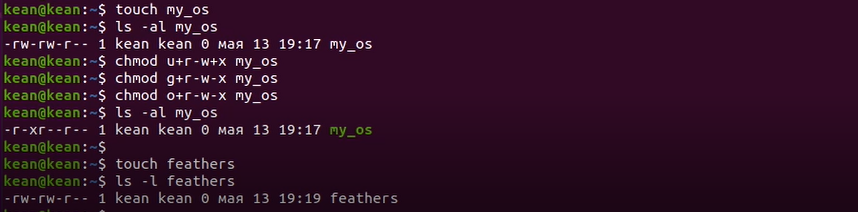 kean@kean:~$ touch my_os
kean@kean:~$ ls -al my_os
-rw-rw-r-- 1 kean kean 0 мая 13 19:17 my_os
kean@kean:~$ chmod u+r-w+x my_os
kean@kean:~$ chmod g+r-w-x my_os
kean@kean:~$ chmod o+r-w-x my_os
kean@kean:~$ ls -al my_os
-r-xr--r-- 1 kean kean 0 мая 13 19:17 my_os
kean@kean:~$
kean@kean:~$ touch feathers
kean@kean:~$ ls -l feathers
-rw-rw-r-- 1 kean kean 0 мая 13 19:19 feathers